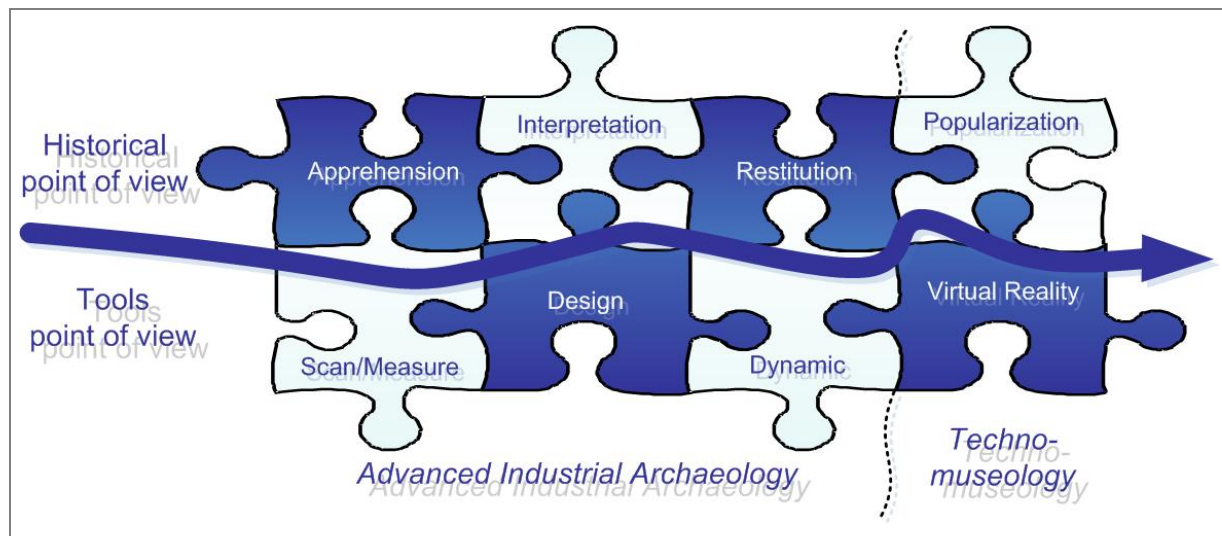 Historical
point of view
Apprehension
Interpretation
Restitution
Popularization
Tools
point of view
Scan/Measure
Design
Dynamic
Virtual Reality
Advanced Industrial Archaeology
Techno-
museology